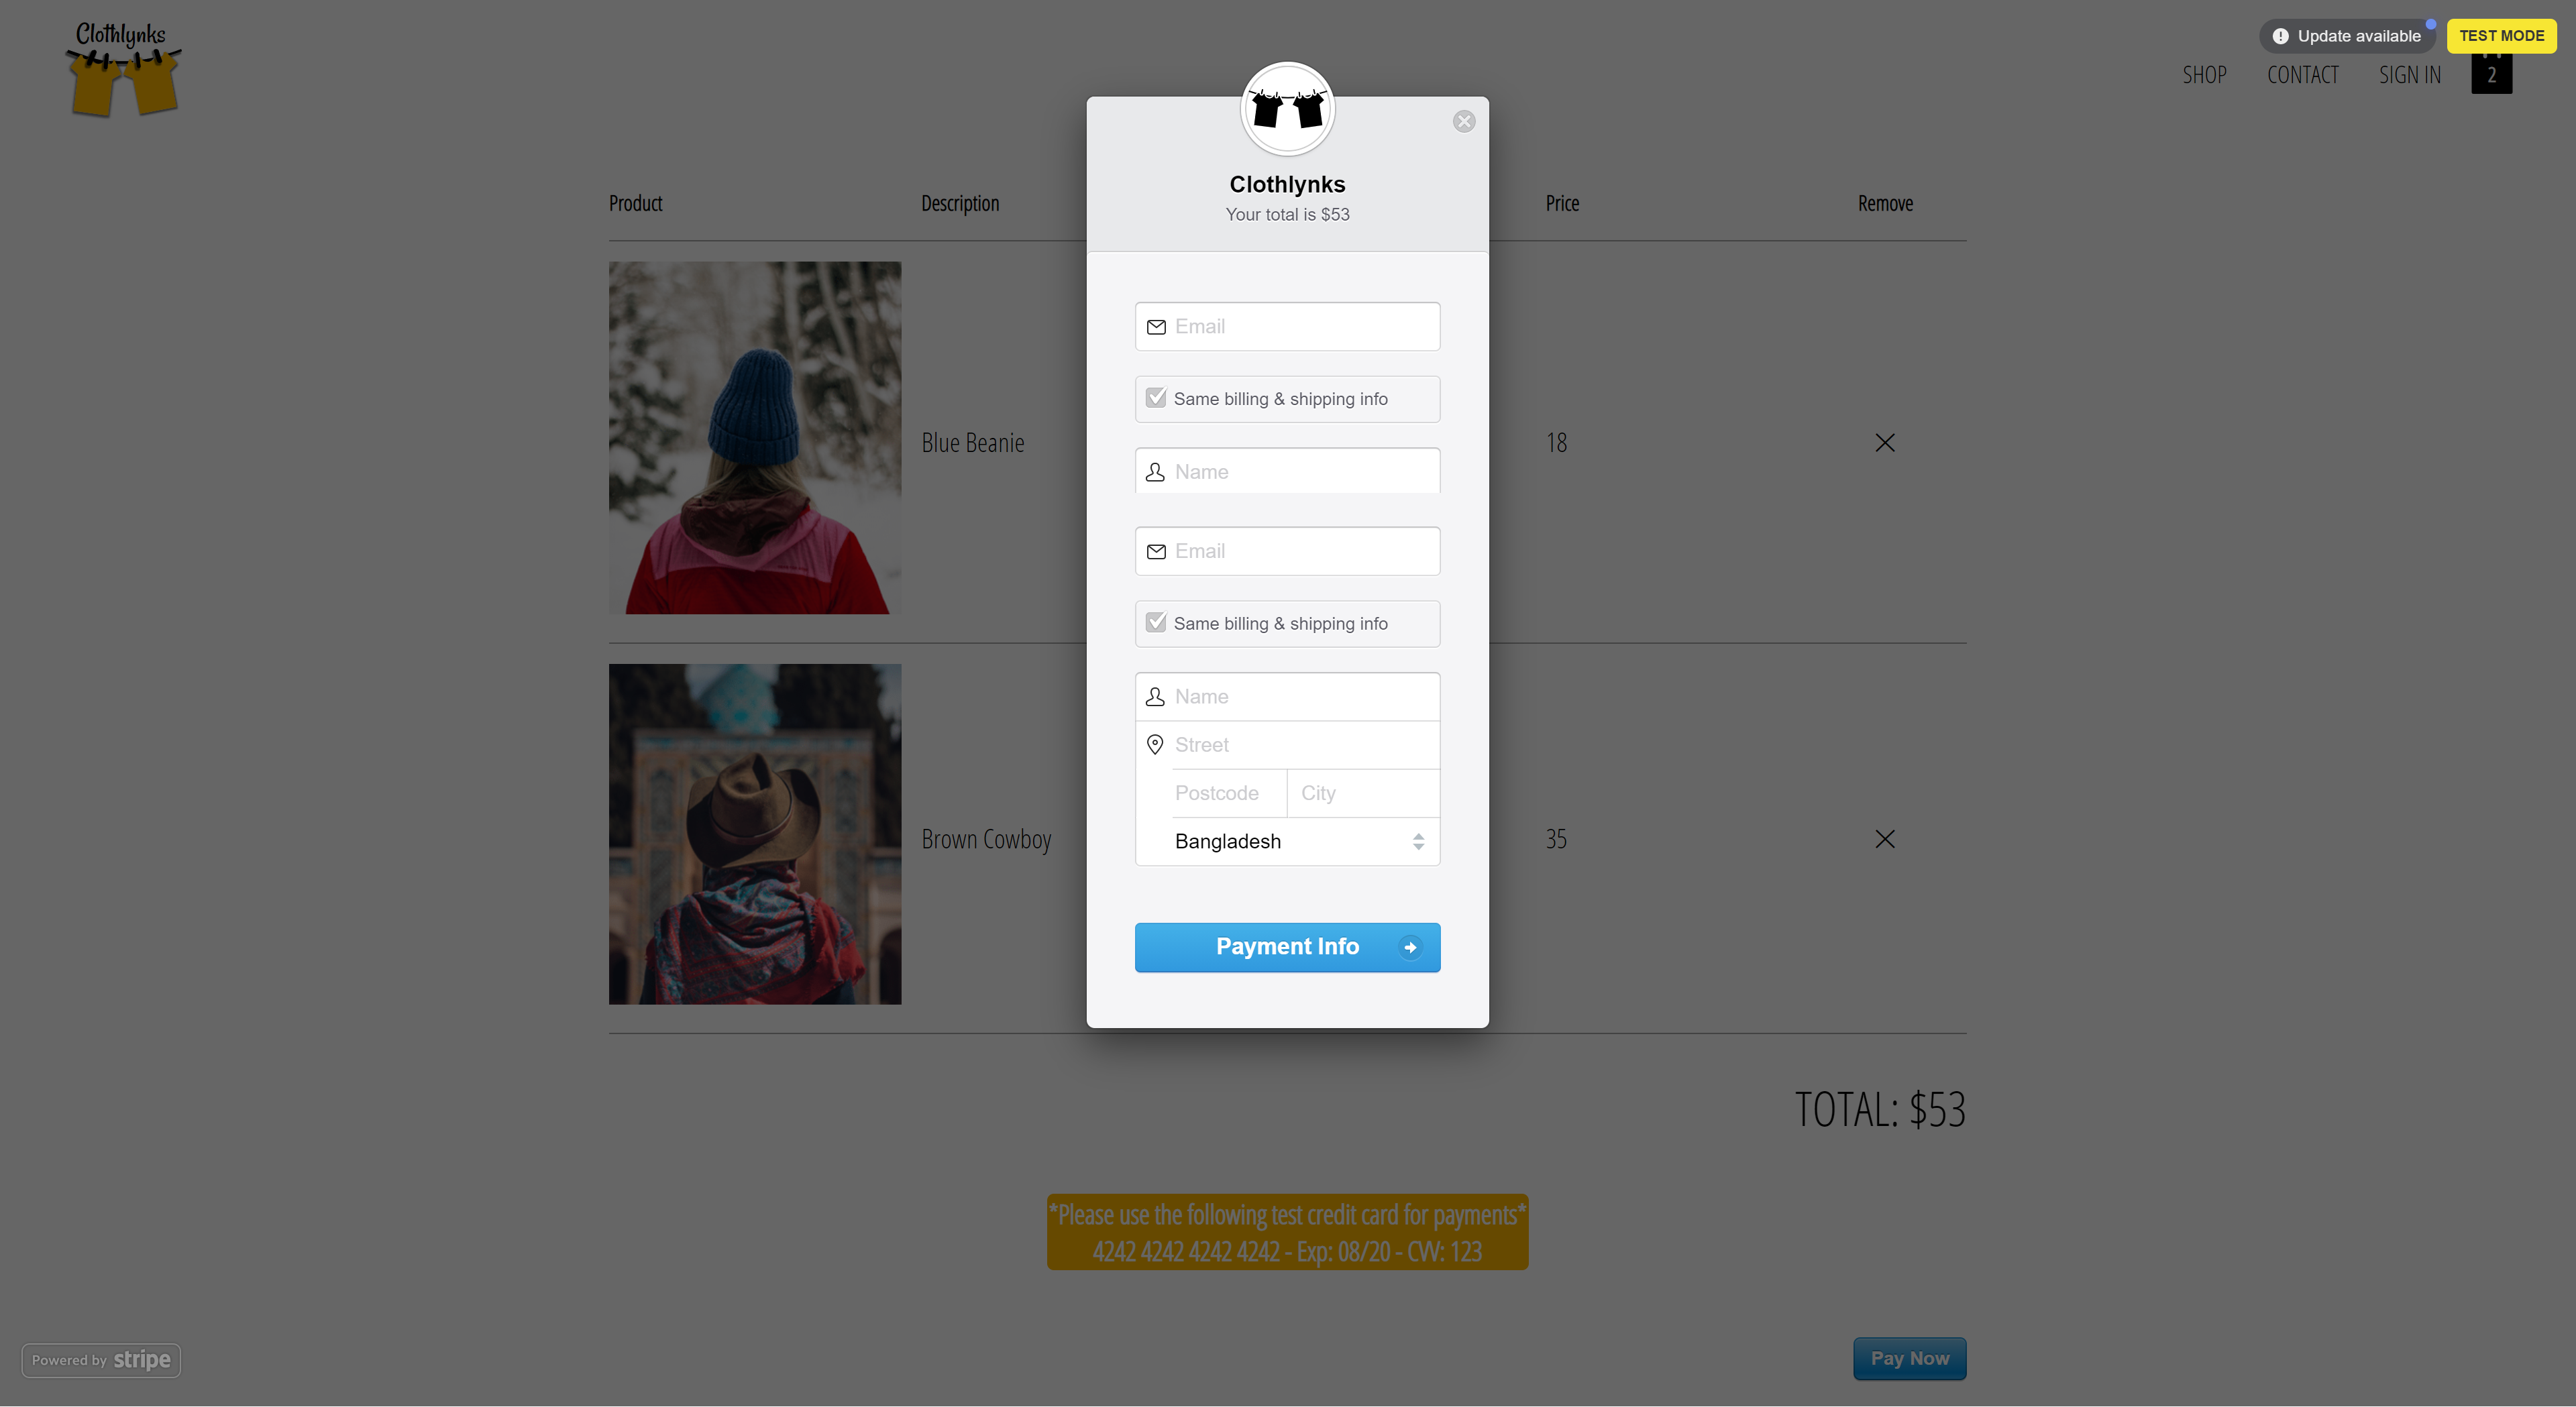 Clothlynks
Update available
TEST MODE
SHOP CONTACT SIGN IN 2
Clothlynks
Your total is $53
Product Description Price Remove
Email
Same billing & shipping info
Blue Beanie 18
Name
Email
Same billing & shipping info
Name
Street
Postcode City
Brown Cowboy Bangladesh 35
Payment Info
TOTAL: $53
*Please use the following test credit card for payments*
4242 4242 4242 4242 - Exp: 08/20 - CVV: 123
Powered by stripe
Pay Now